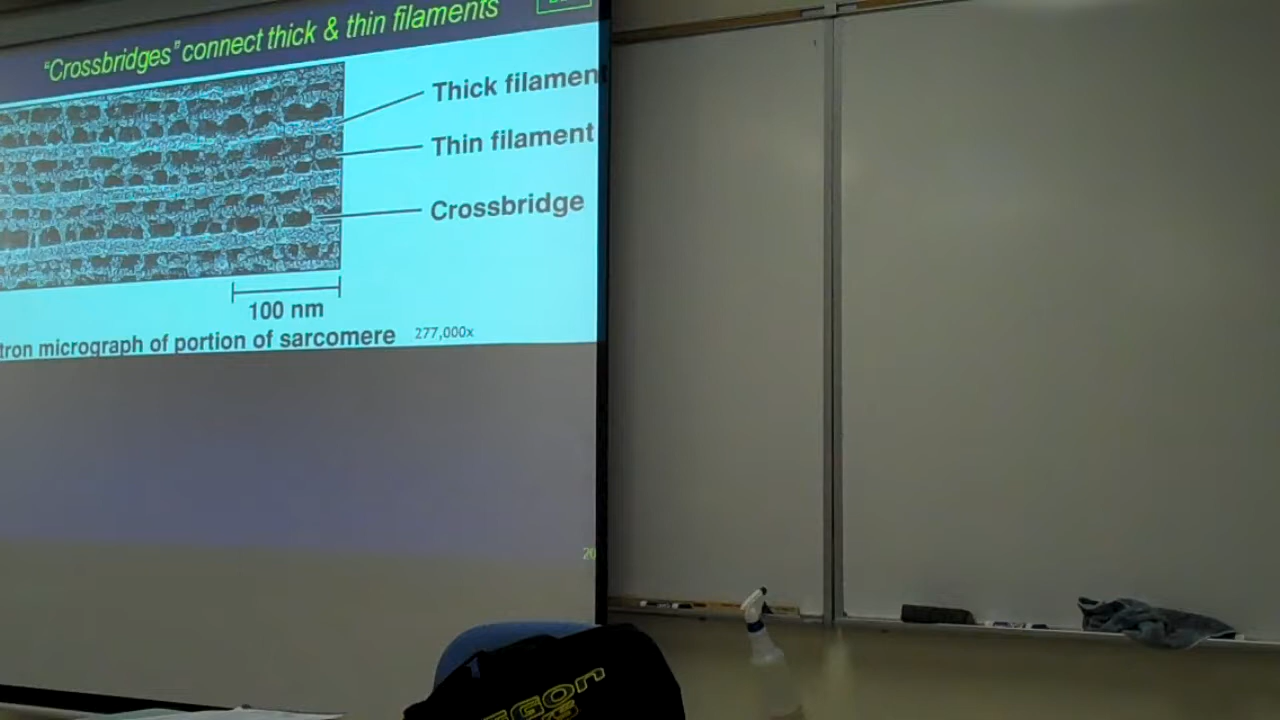 "Crossbridges" connect thick & thin filaments
Thick filamen
Thin filament
Crossbridge
100 nm
tron micrograph of portion of sarcomere 277,000x
20